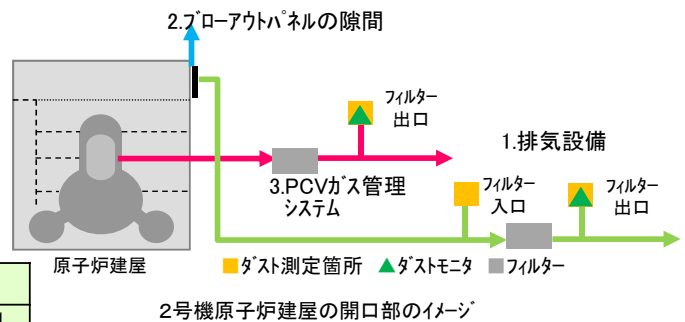 2.ブローアウトパネルの隙間
フィルター
出口
1.排気設備
3.PCVガス管理
システム
フィルター
入口
フィルター
出口
原子炉建屋
ダスト測定箇所 ダストモニタ フィルター
2号機原子炉建屋の開口部のイメージ